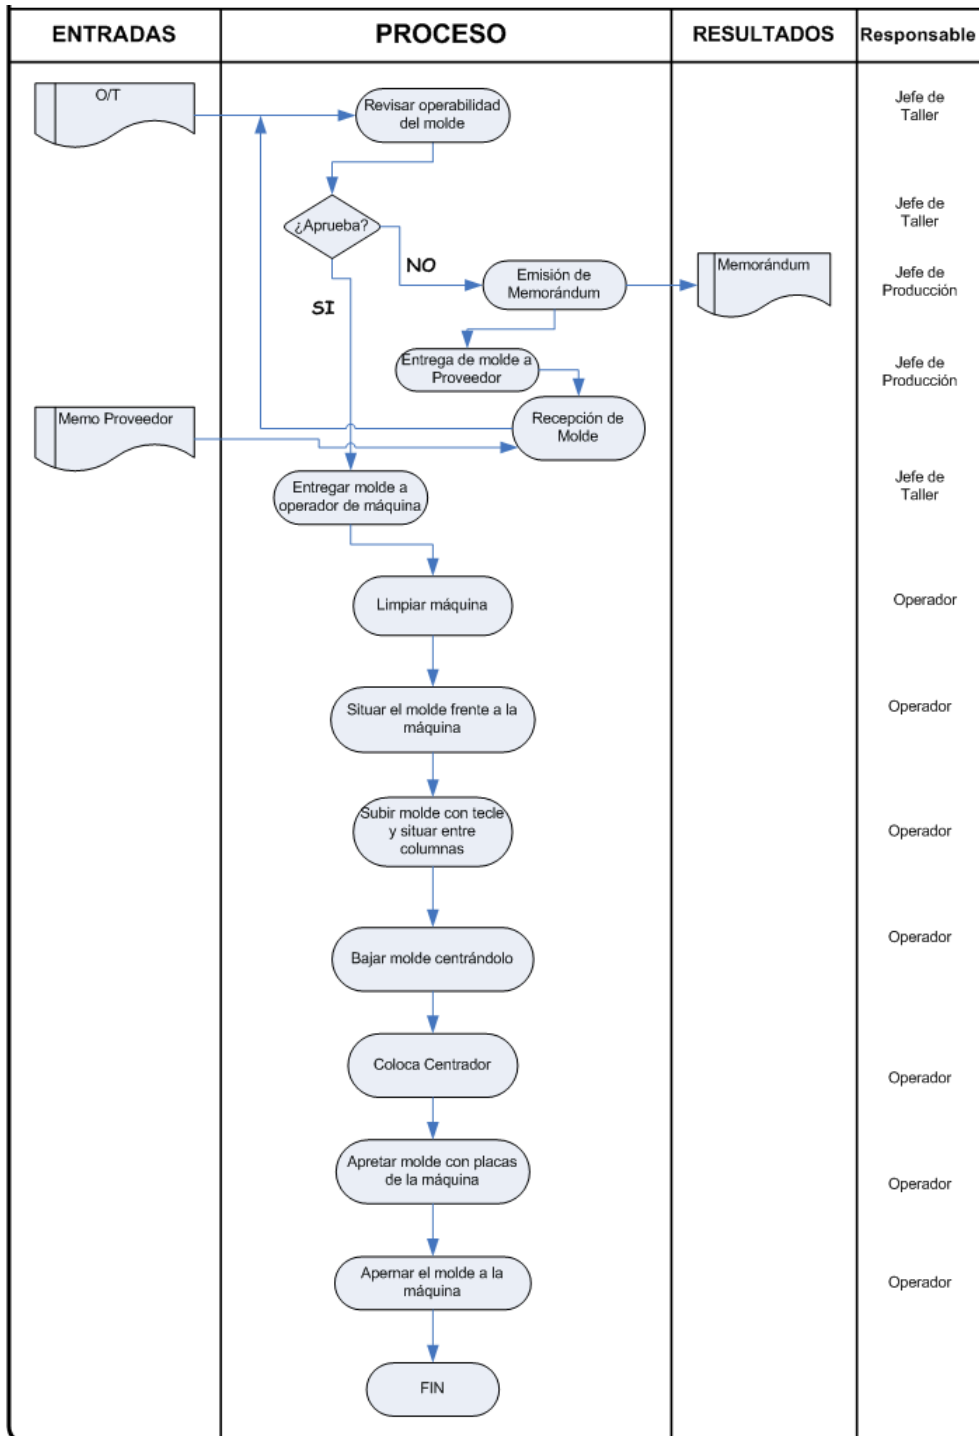 ENTRADAS
PROCESO
RESULTADOS
Responsable
O/T
Revisar operabilidad
del molde
Jefe de
Taller
¿Aprueba?
Jefe de
Taller
NO
SI
Emisión de
Memorándum
Memorándum
Jefe de
Producción
Entrega de molde a
Proveedor
Jefe de
Producción
Memo Proveedor
Recepción de
Molde
Entregar molde a
operador de máquina
Jefe de
Taller
Limpiar máquina
Operador
Situar el molde frente a la
máquina
Operador
Subir molde con tecle
y situar entre
columnas
Operador
Bajar molde centrándolo
Operador
Coloca Centrador
Operador
Apretar molde con placas
de la máquina
Operador
Apernar el molde a la
máquina
Operador
FIN